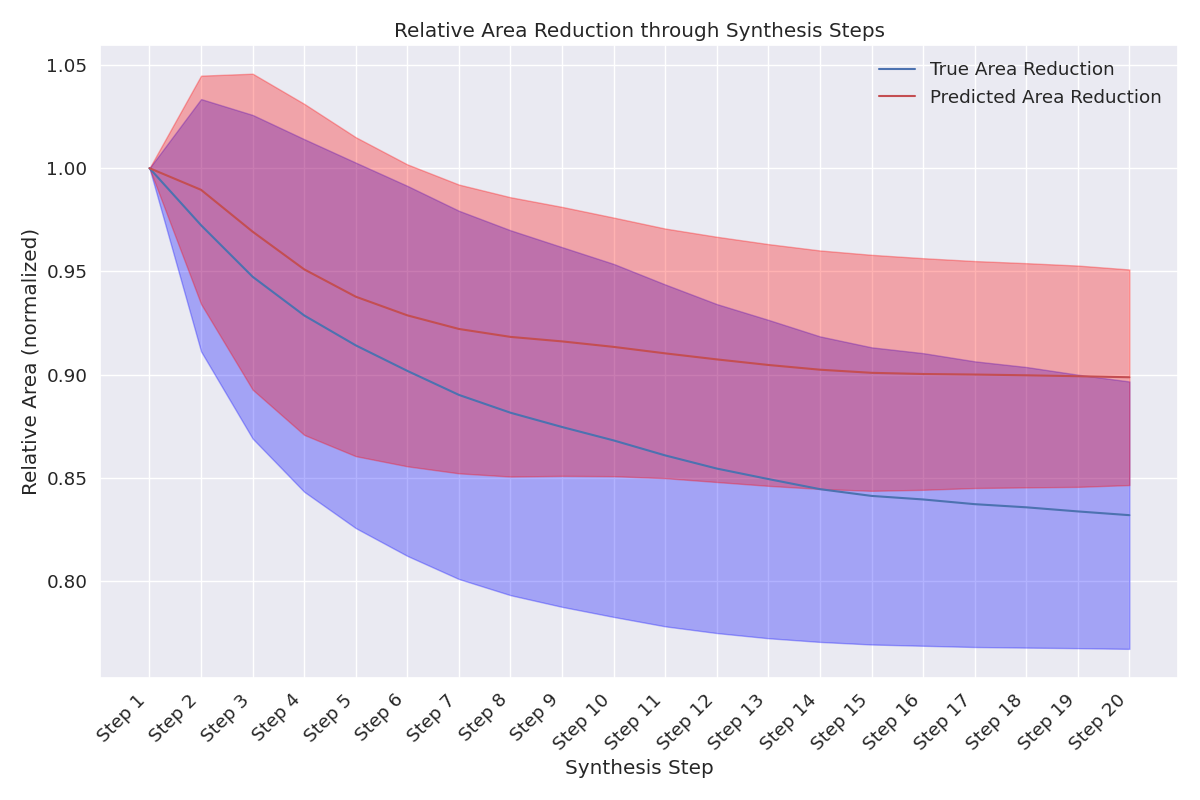 Relative Area Reduction through Synthesis Steps
True Area Reduction
Predicted Area Reduction
Relative Area (normalized)
1.05
1.00
0.95
0.90
0.85
0.80
Step 1
Step 2
Step 3
Step 4
Step 5
Step 6
Step 7
Step 8
Step 9
Step 10
Step 11
Step 12
Step 13
Step 14
Step 15
Step 16
Step 17
Step 18
Step 19
Step 20
Synthesis Step